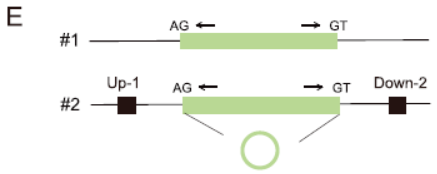 E
#1 AG GT
Up-1 Down-2
#2 AG GT